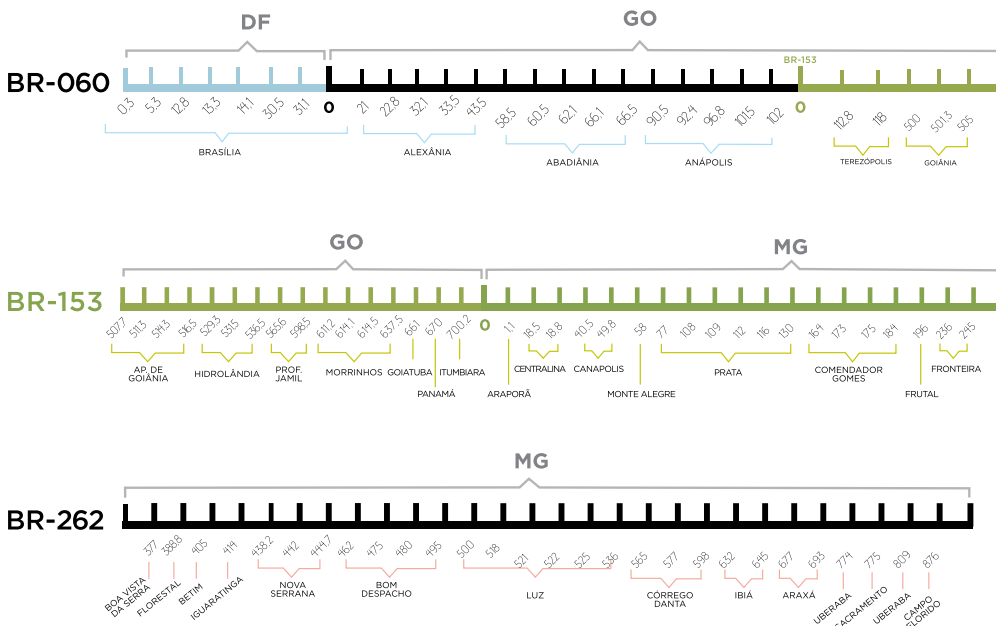 DF
GO
BR-060
BR-153
0.3 5.3 12.8 13.3 14.1 30.5 31.1 0 21 22.8 32.1 33.5 43.5 58.5 60.5 62.1 66.1 66.5 90.5 92.4 96.8 101.5 102 0 112.8 118 500 501.3 505
BRASÍLIA
ALEXÂNIA
ABADIÂNIA
ANÁPOLIS
TEREZÓPOLIS
GOIÂNIA
GO
MG
BR-153
507.7 511.3 514.3 516.5 529.3 531.5 536.5 565.6 598.5 611.2 614.1 614.5 637.5 661 670 700.2 0 1.1 18.5 18.8 40.5 49.8 58 77 108 109 112 116 130 164 173 175 184 196 236 245
AP. DE
GOIÂNIA
HIDROLÂNDIA
PROF.
JAMIL
MORRINHOS
GOIATUBA
PANAMÁ
ITUMBIARA
ARAPORÃ
CENTRALINA
CANAPOLIS
MONTE ALEGRE
PRATA
COMENDADOR
GOMES
FRUTAL
FRONTEIRA
MG
BR-262
377 388.8 405 414 438.2 442 444.7 462 475 480 495 500 518 521 522 525 536 565 577 598 632 645 677 693 774 775 809 876
BOA VISTA
DA SERRA
FLORESTAL
BETIM
IGUARATINGA
NOVA
SERRANA
BOM
DESPACHO
LUZ
CÓRREGO
DANTA
IBIÁ
ARAXÁ
UBERABA
SACRAMENTO
UBERABA
CAMPO
FLÓRIDO